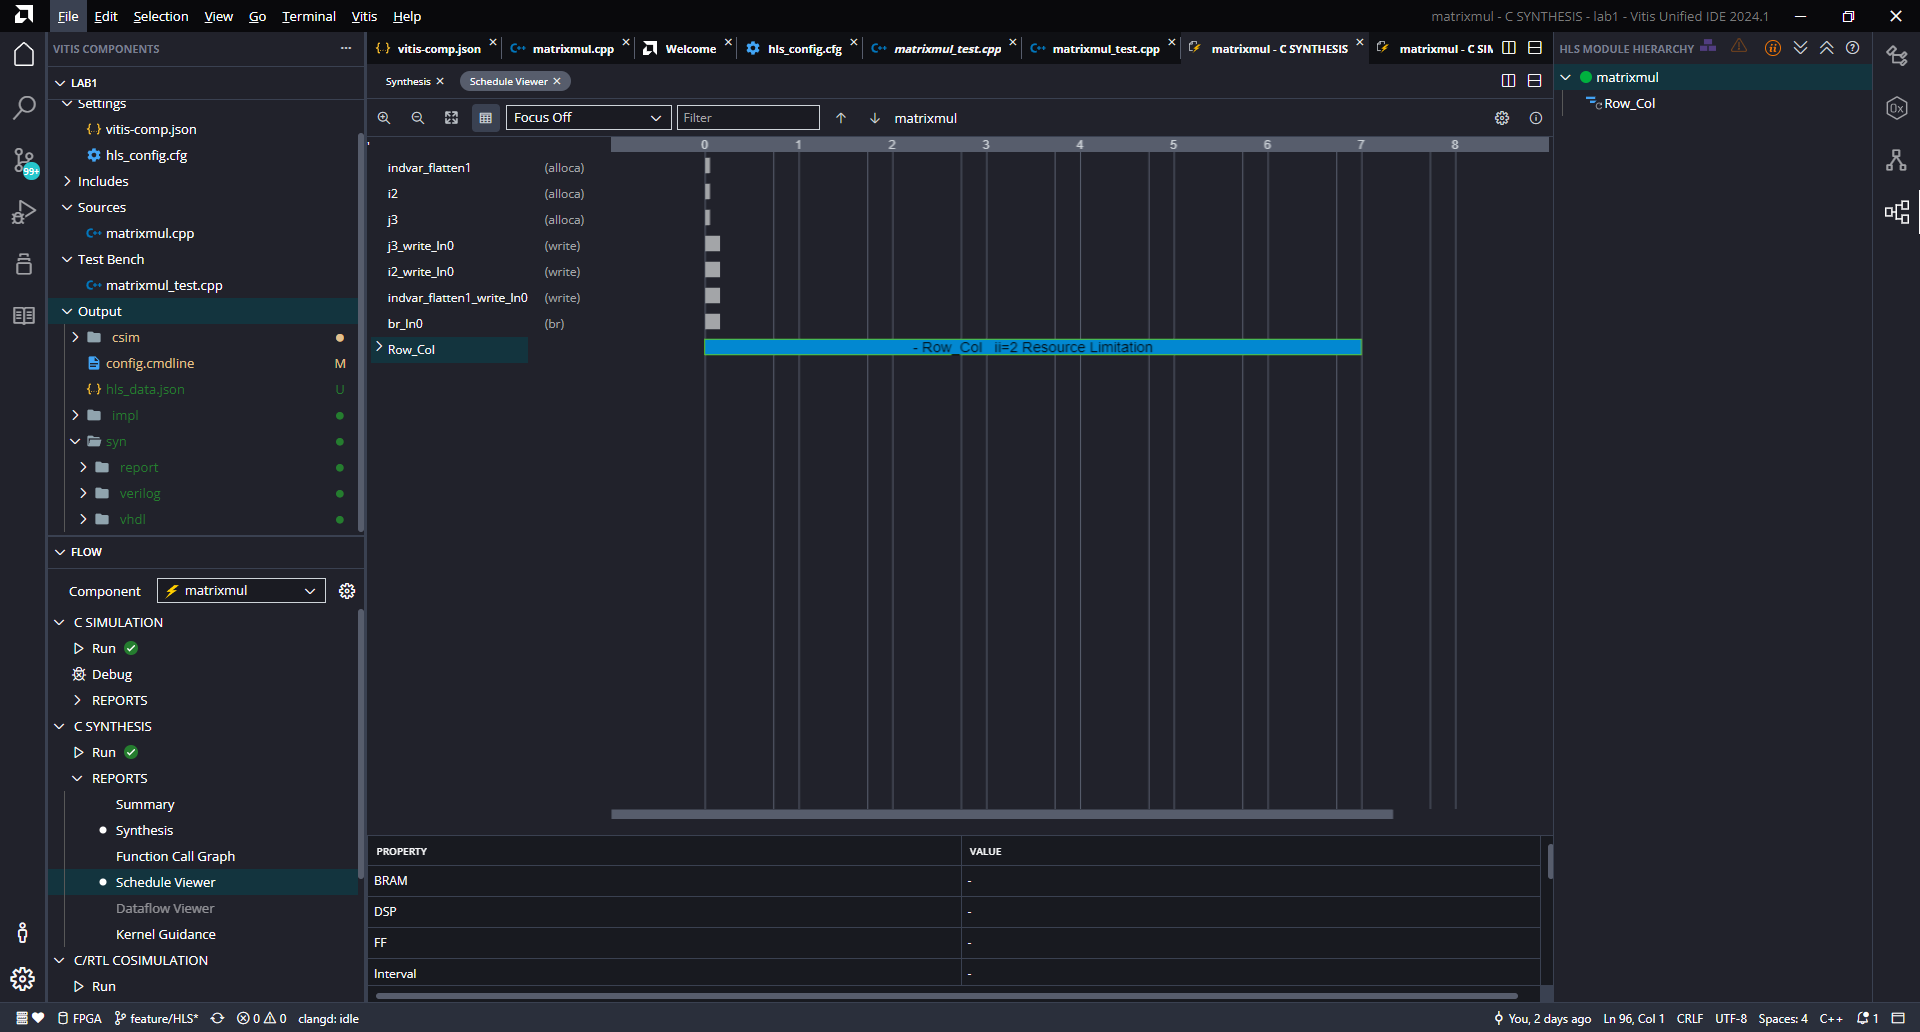 File Edit Selection View Go Terminal Vitis Help
matrixmul - C SYNTHESIS - lab1 - Vitis Unified IDE 2024.1
VITIS COMPONENTS
LAB1
Settings
vitis-comp.json
hls_config.cfg
Includes
Sources
matrixmul.cpp
Test Bench
matrixmul_test.cpp
Output
csim
config.cmdline M
hls_data.json U
impl
syn
report
verilog
vhdl
FLOW
Component matrixmul
C SIMULATION
Run
Debug
REPORTS
C SYNTHESIS
Run
REPORTS
Summary
Synthesis
Function Call Graph
Schedule Viewer
Dataflow Viewer
Kernel Guidance
C/RTL COSIMULATION
Run
99+
vitis-comp.json matrixmul.cpp Welcome hls_config.cfg matrixmul_test.cpp matrixmul_test.cpp matrixmul - C SYNTHESIS matrixmul - C SIM
Synthesis Schedule Viewer
Focus Off Filter matrixmul
0 1 2 3 4 5 6 7 8
indvar_flatten1 (alloca)
i2 (alloca)
j3 (alloca)
j3_write_ln0 (write)
i2_write_ln0 (write)
indvar_flatten1_write_ln0 (write)
br_ln0 (br)
Row_Col
- Row_Col ii=2 Resource Limitation
PROPERTY VALUE
BRAM -
DSP -
FF -
Interval -
HLS MODULE HIERARCHY
matrixmul
Row_Col
0x
FPGA feature/HLS* 0 0 clangd: idle
You, 2 days ago Ln 96, Col 1 CRLF UTF-8 Spaces: 4 C++ 1